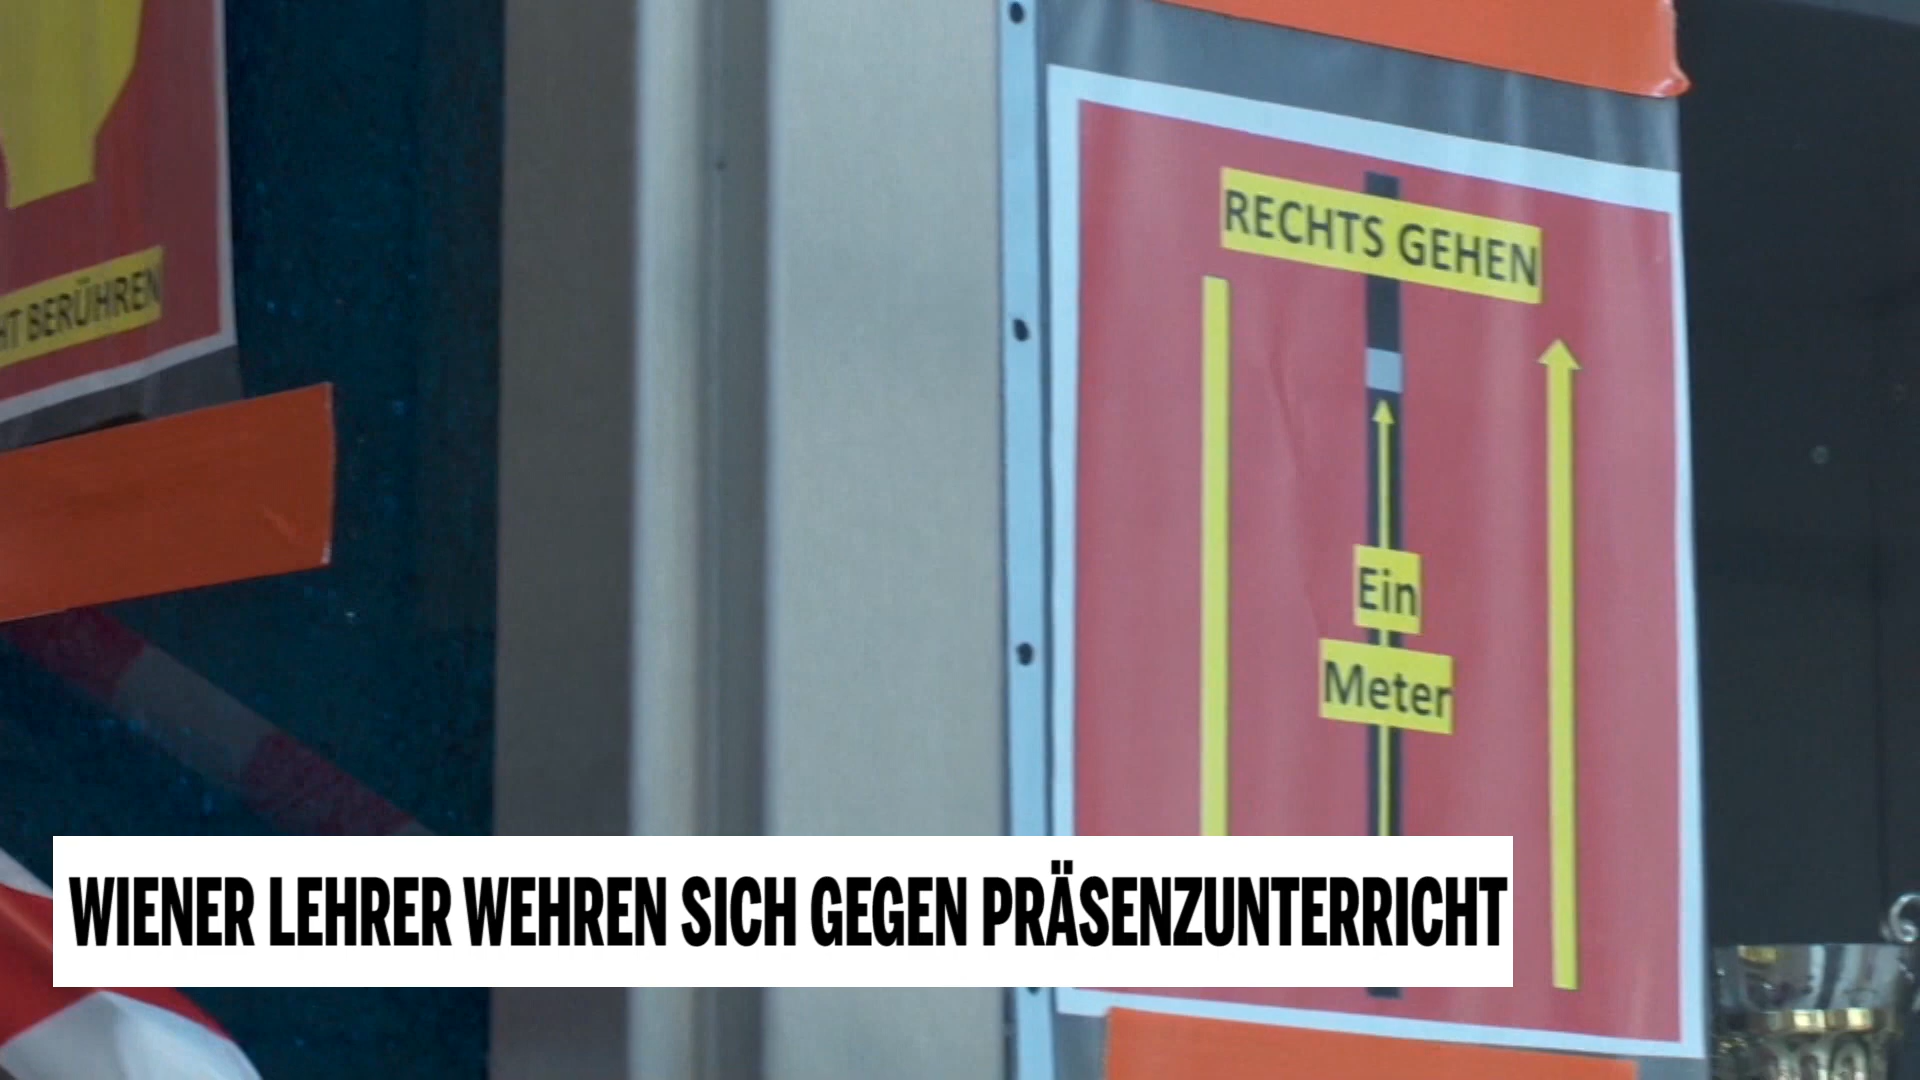 RECHTS GEHEN
HT BERÜHREN
Ein
Meter
WIENER LEHRER WEHREN SICH GEGEN PRÄSENZUNTERRICHT